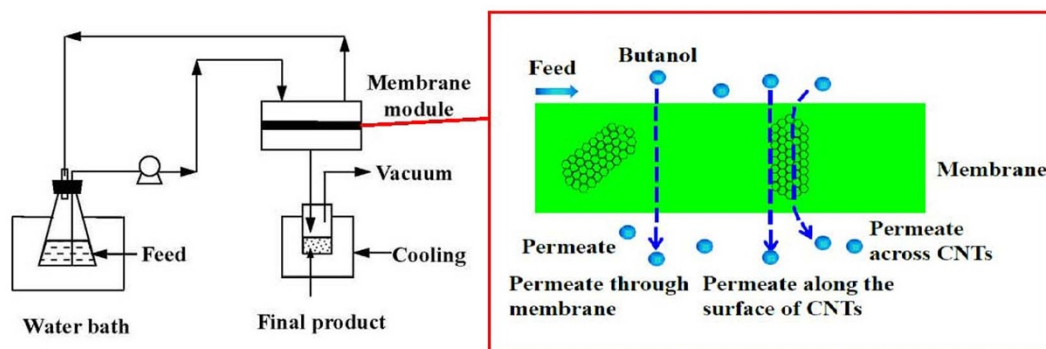 Membrane
module
Vacuum
Feed
Cooling
Water bath
Final product
Feed
Butanol
Membrane
Permeate
Permeate
across CNTs
Permeate through
membrane
Permeate along the
surface of CNTs